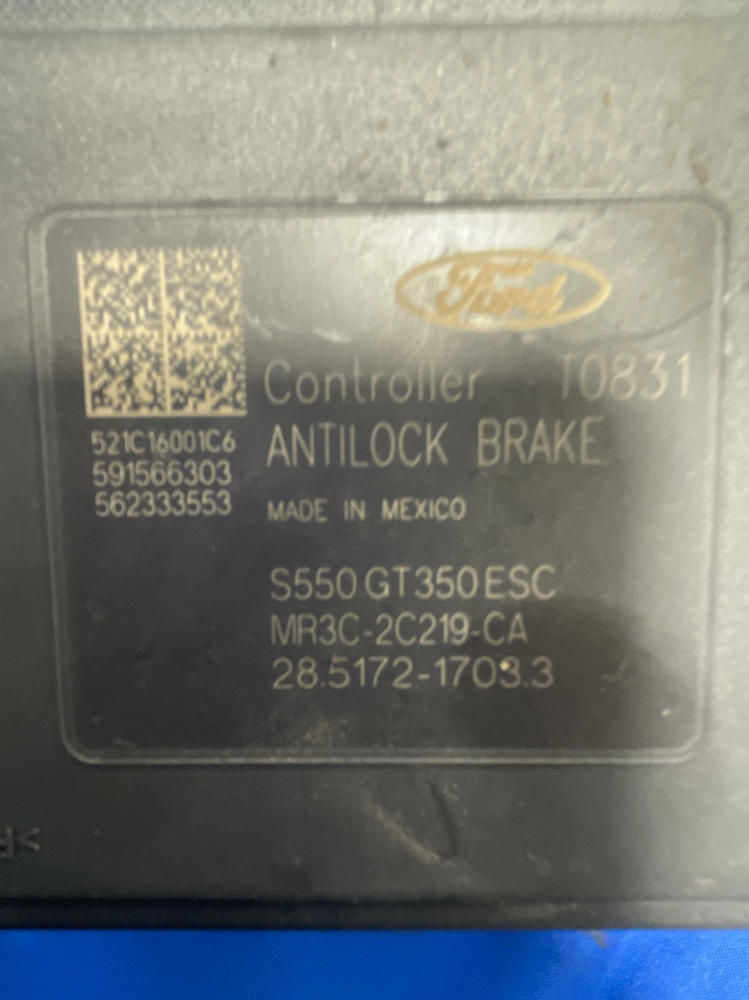 Ford
Controller T0831
521C16001C6
ANTILOCK BRAKE
591566303
562333553
MADE IN MEXICO
S550 GT350 ESC
MR3C-2C219-CA
28.5172-1703.3